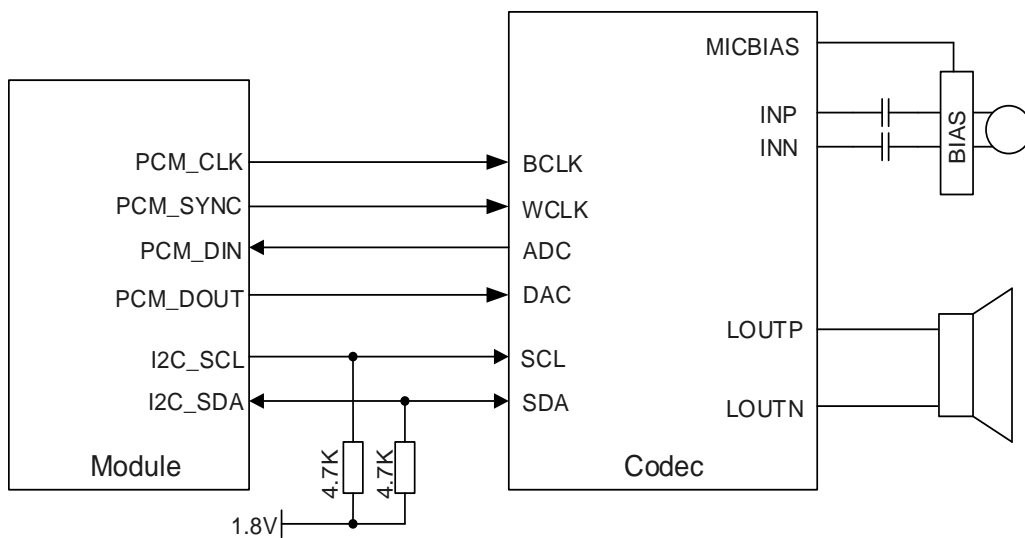 MICBIAS
INP
INN
BIAS
PCM_CLK
BCLK
PCM_SYNC
WCLK
PCM_DIN
ADC
PCM_DOUT
DAC
LOUTP
I2C_SCL
SCL
I2C_SDA
SDA
LOUTN
Module
4.7K
4.7K
Codec
1.8V